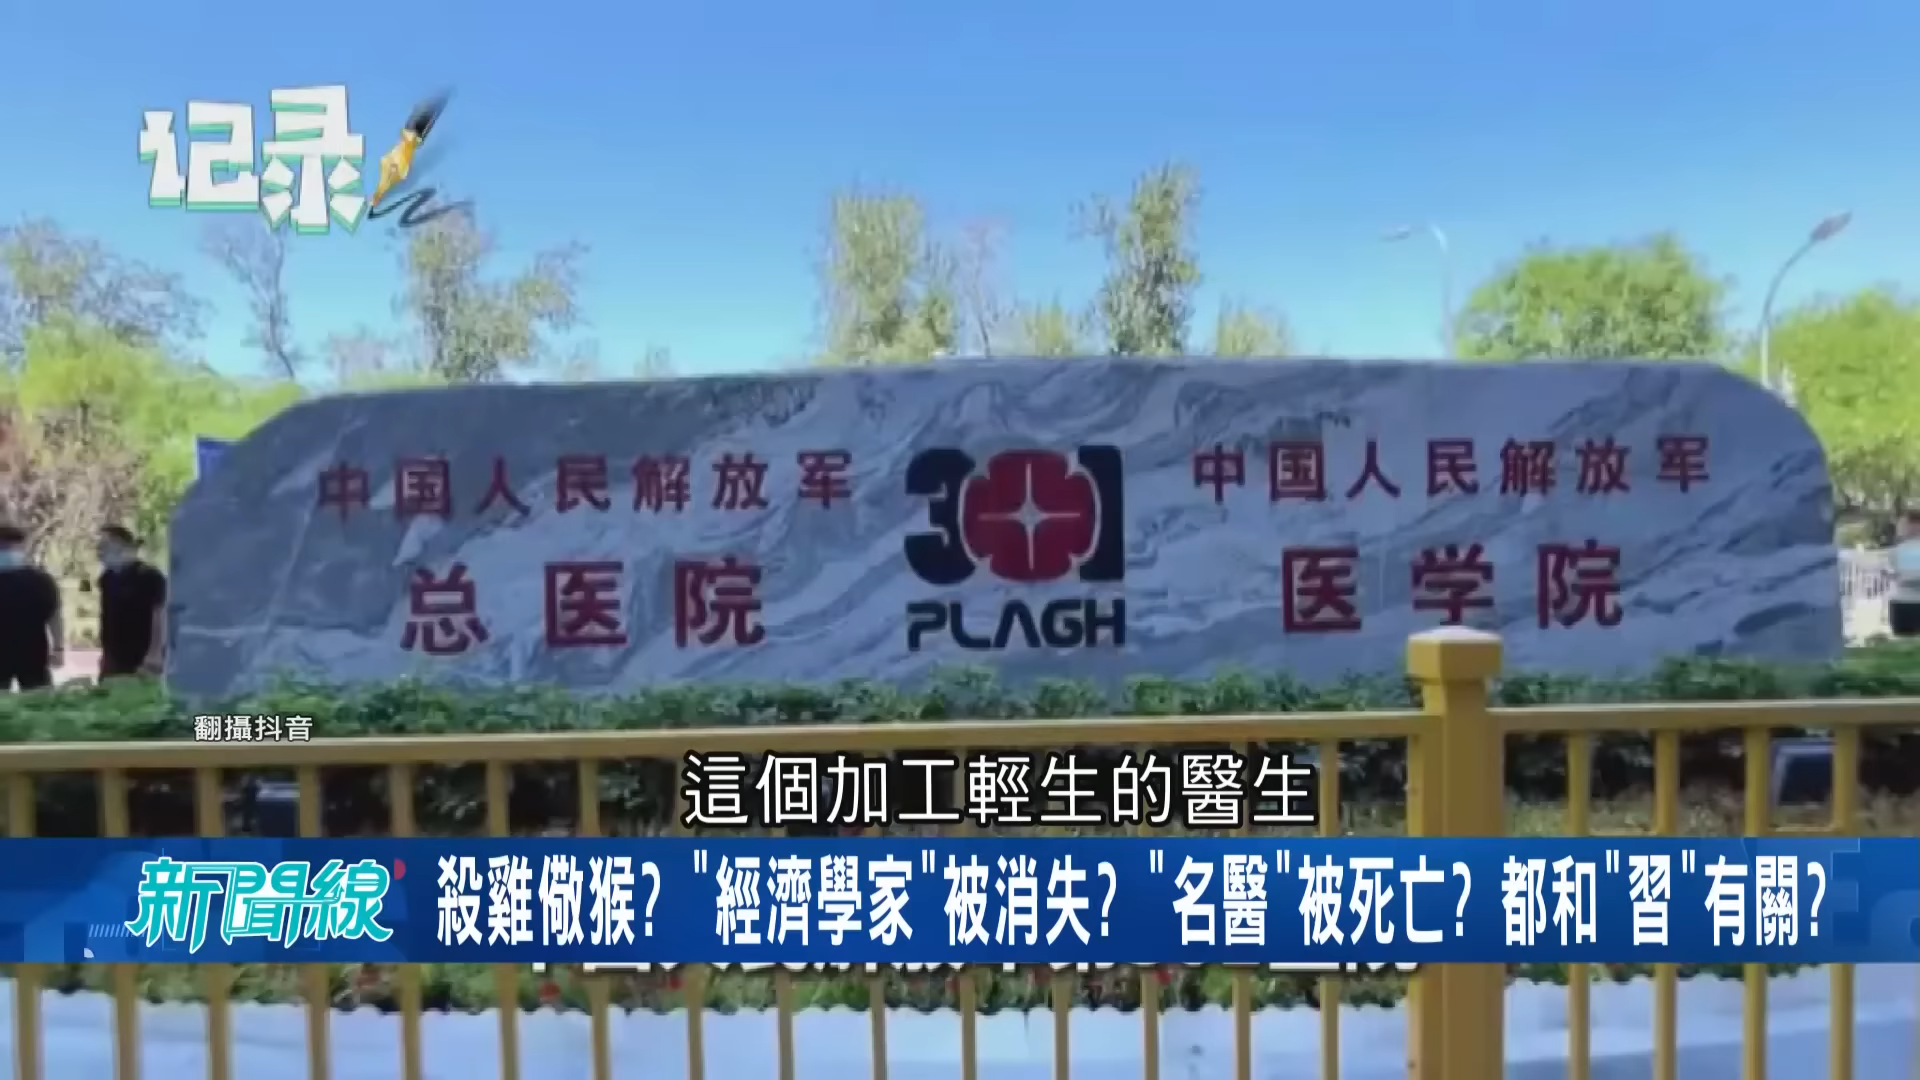 记录
中国人民解放军
总医院
301
PLAGH
中国人民解放军
医学院
翻攝抖音
這個加工輕生的醫生
新聞線
殺雞儆猴? "經濟學家"被消失? "名醫"被死亡? 都和"習"有關?